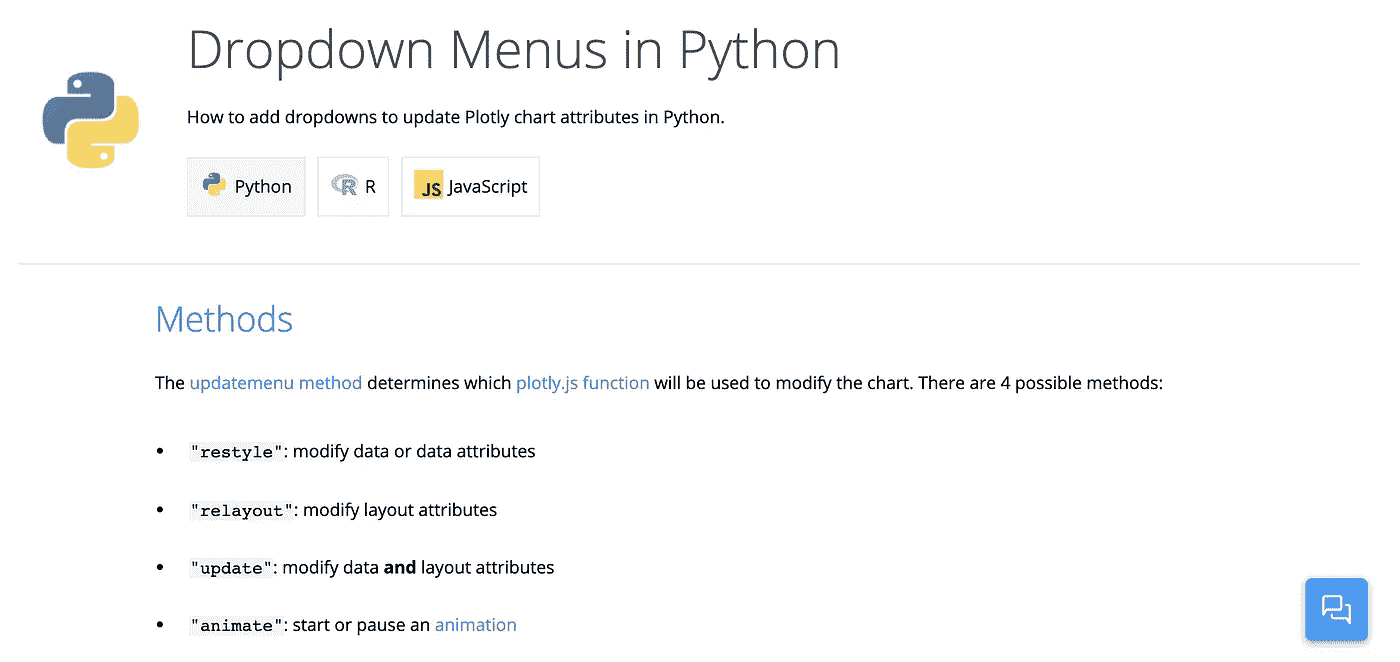 Dropdown Menus in Python
How to add dropdowns to update Plotly chart attributes in Python.
Python R JS JavaScript
Methods
The updatemenu method determines which plotly.js function will be used to modify the chart. There are 4 possible methods:
• "restyle": modify data or data attributes
• "relayout": modify layout attributes
• "update": modify data and layout attributes
• "animate": start or pause an animation